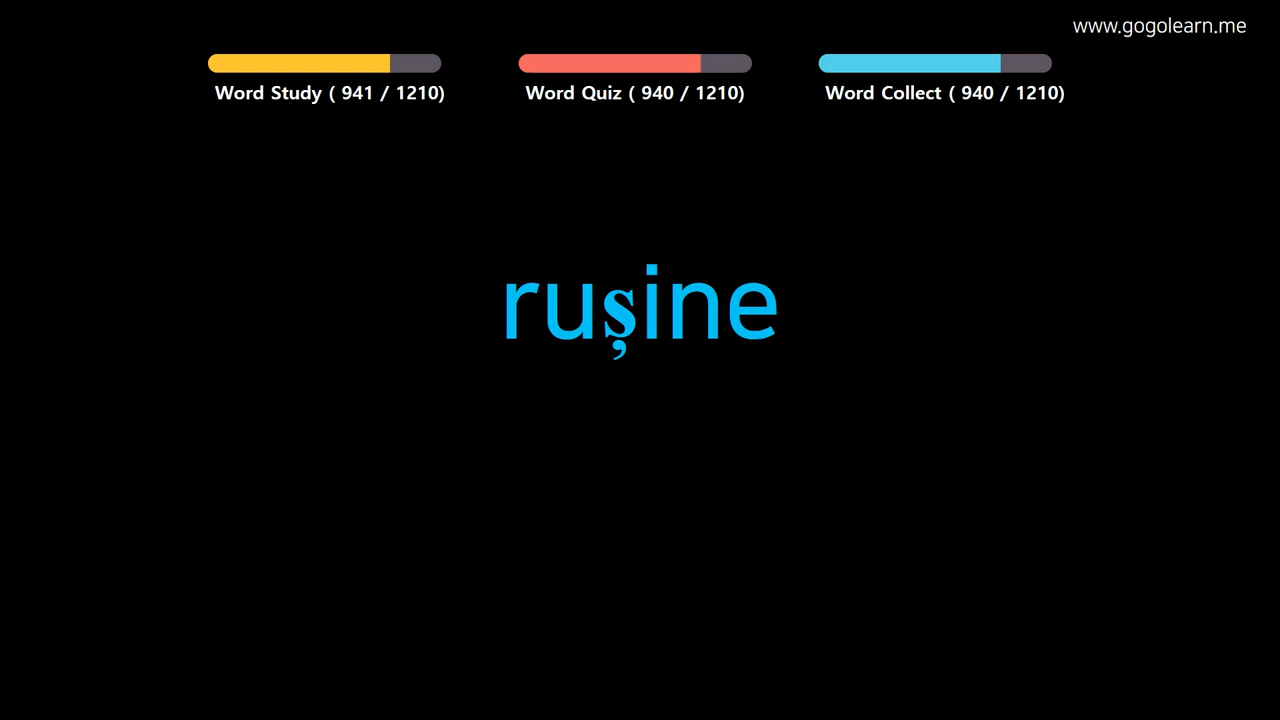 www.gogolearn.me
Word Study ( 941 / 1210)
Word Quiz ( 940 / 1210)
Word Collect ( 940 / 1210)
rușine